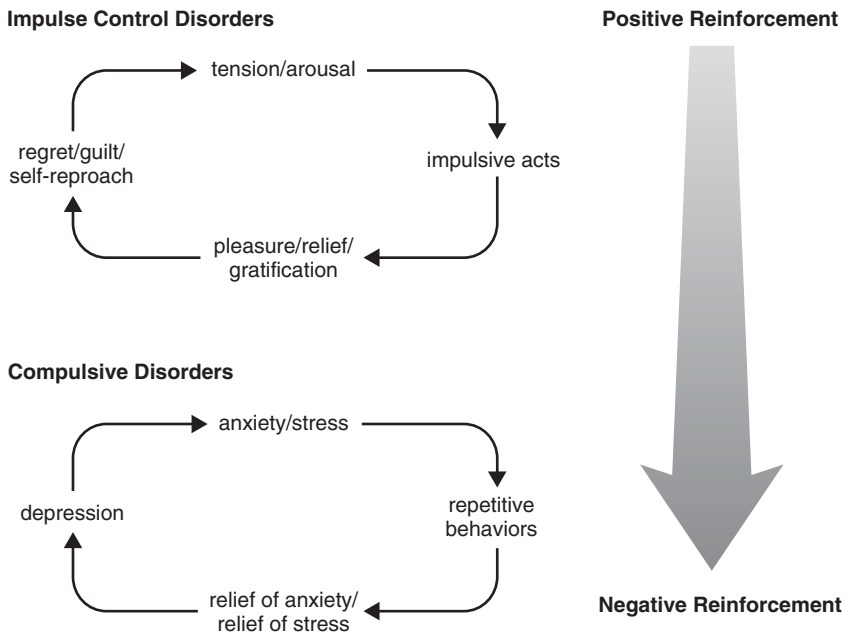 Impulse Control Disorders
Positive Reinforcement
tension/arousal
regret/guilt/
self-reproach
impulsive acts
pleasure/relief/
gratification
Compulsive Disorders
anxiety/stress
depression
repetitive
behaviors
relief of anxiety/
relief of stress
Negative Reinforcement